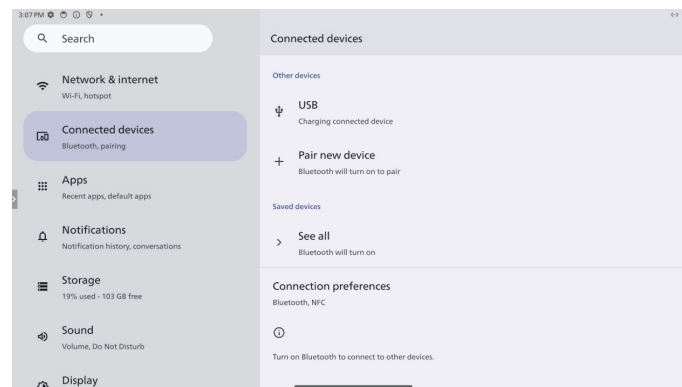 3:07 PM
Search
Network & internet
Wi-Fi, hotspot
Connected devices
Bluetooth, pairing
Apps
Recent apps, default apps
Notifications
Notification history, conversations
Storage
19% used - 103 GB free
Sound
Volume, Do Not Disturb
Display
Connected devices
Other devices
USB
Charging connected device
Pair new device
Bluetooth will turn on to pair
Saved devices
See all
Bluetooth will turn on
Connection preferences
Bluetooth, NFC
Turn on Bluetooth to connect to other devices.